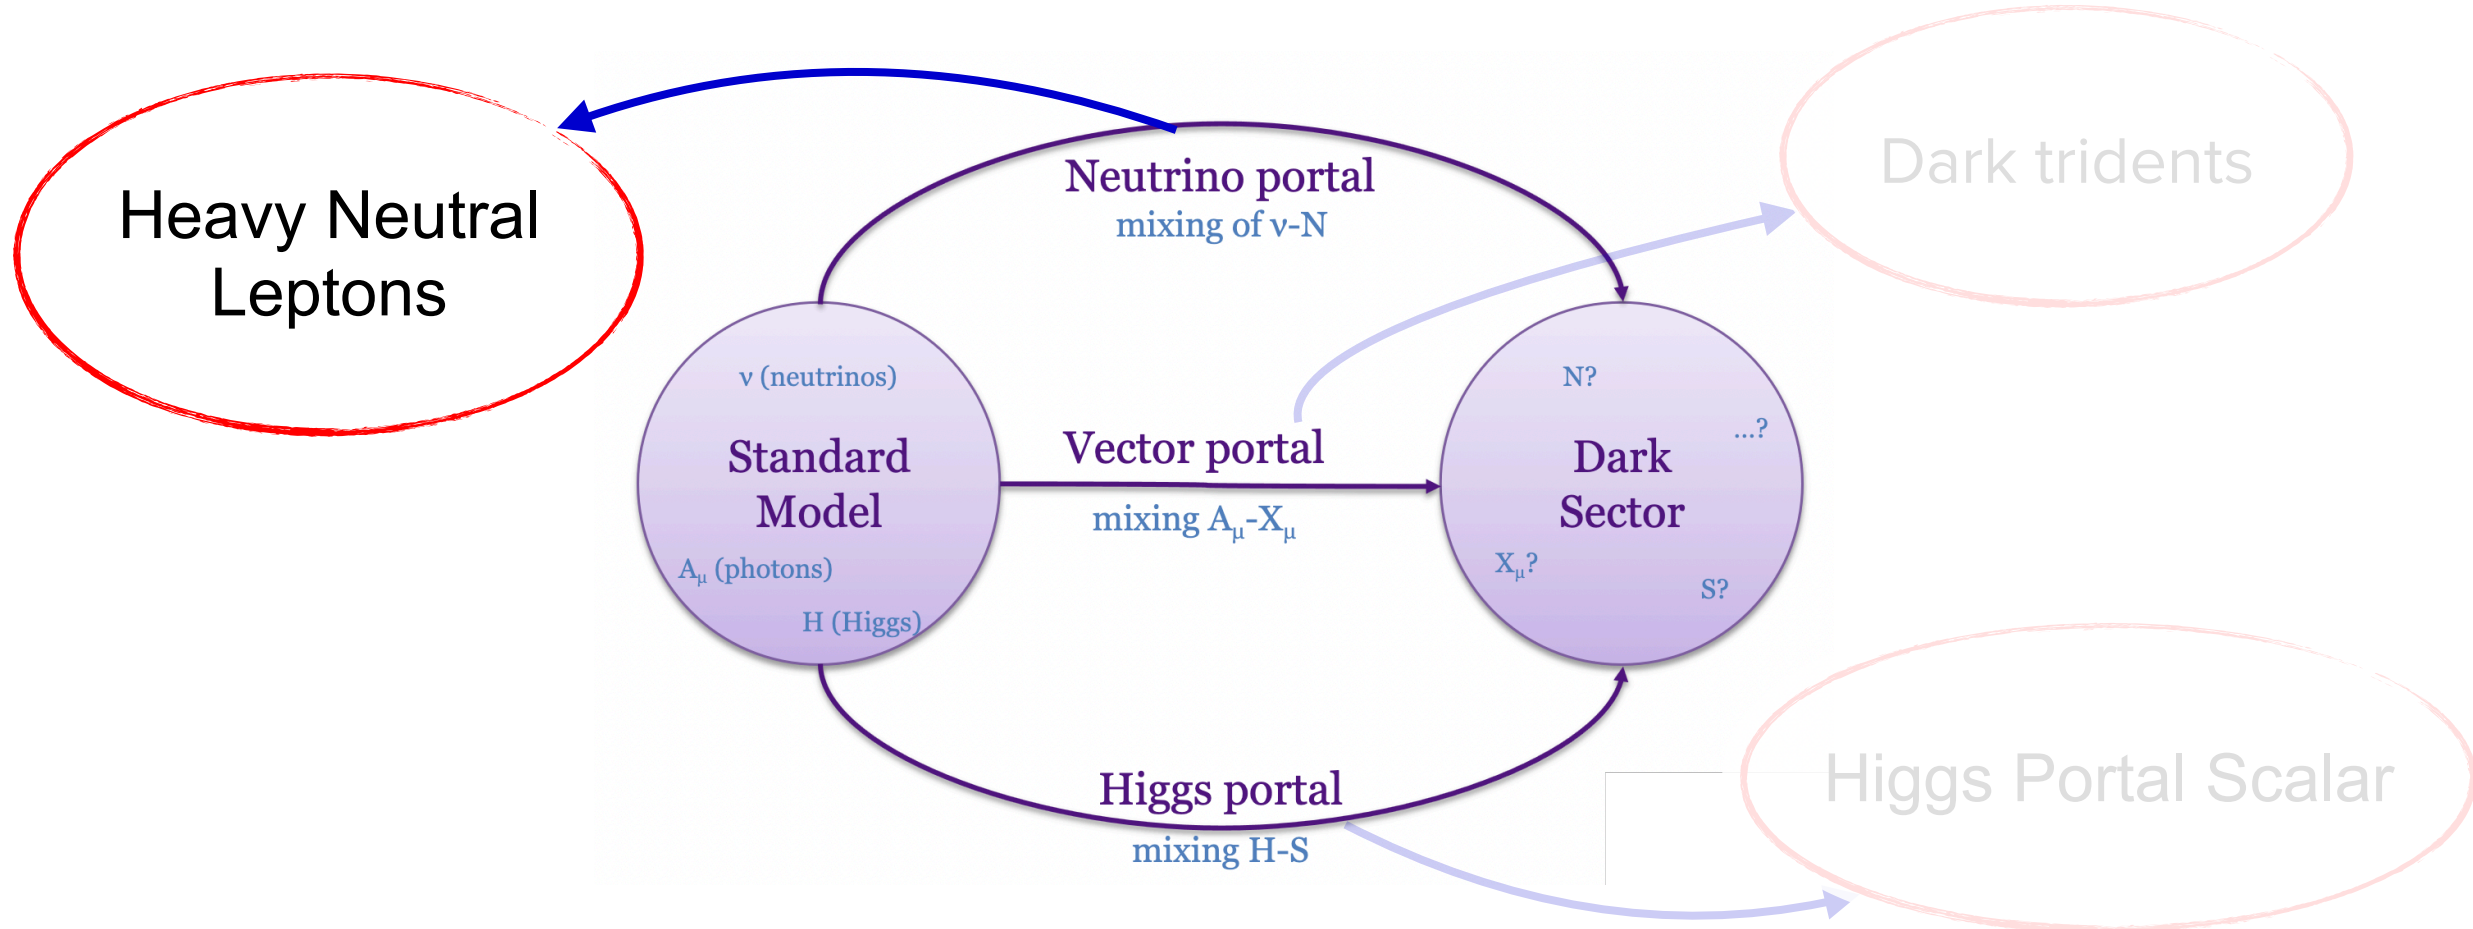 Heavy Neutral
Leptons
Neutrino portal
mixing of ν-N
Dark tridents
ν (neutrinos)
Standard
Model
Aμ (photons)
H (Higgs)
Vector portal
mixing Aμ-Xμ
N?
...?
Dark
Sector
Xμ?
S?
Higgs portal
mixing H-S
Higgs Portal Scalar